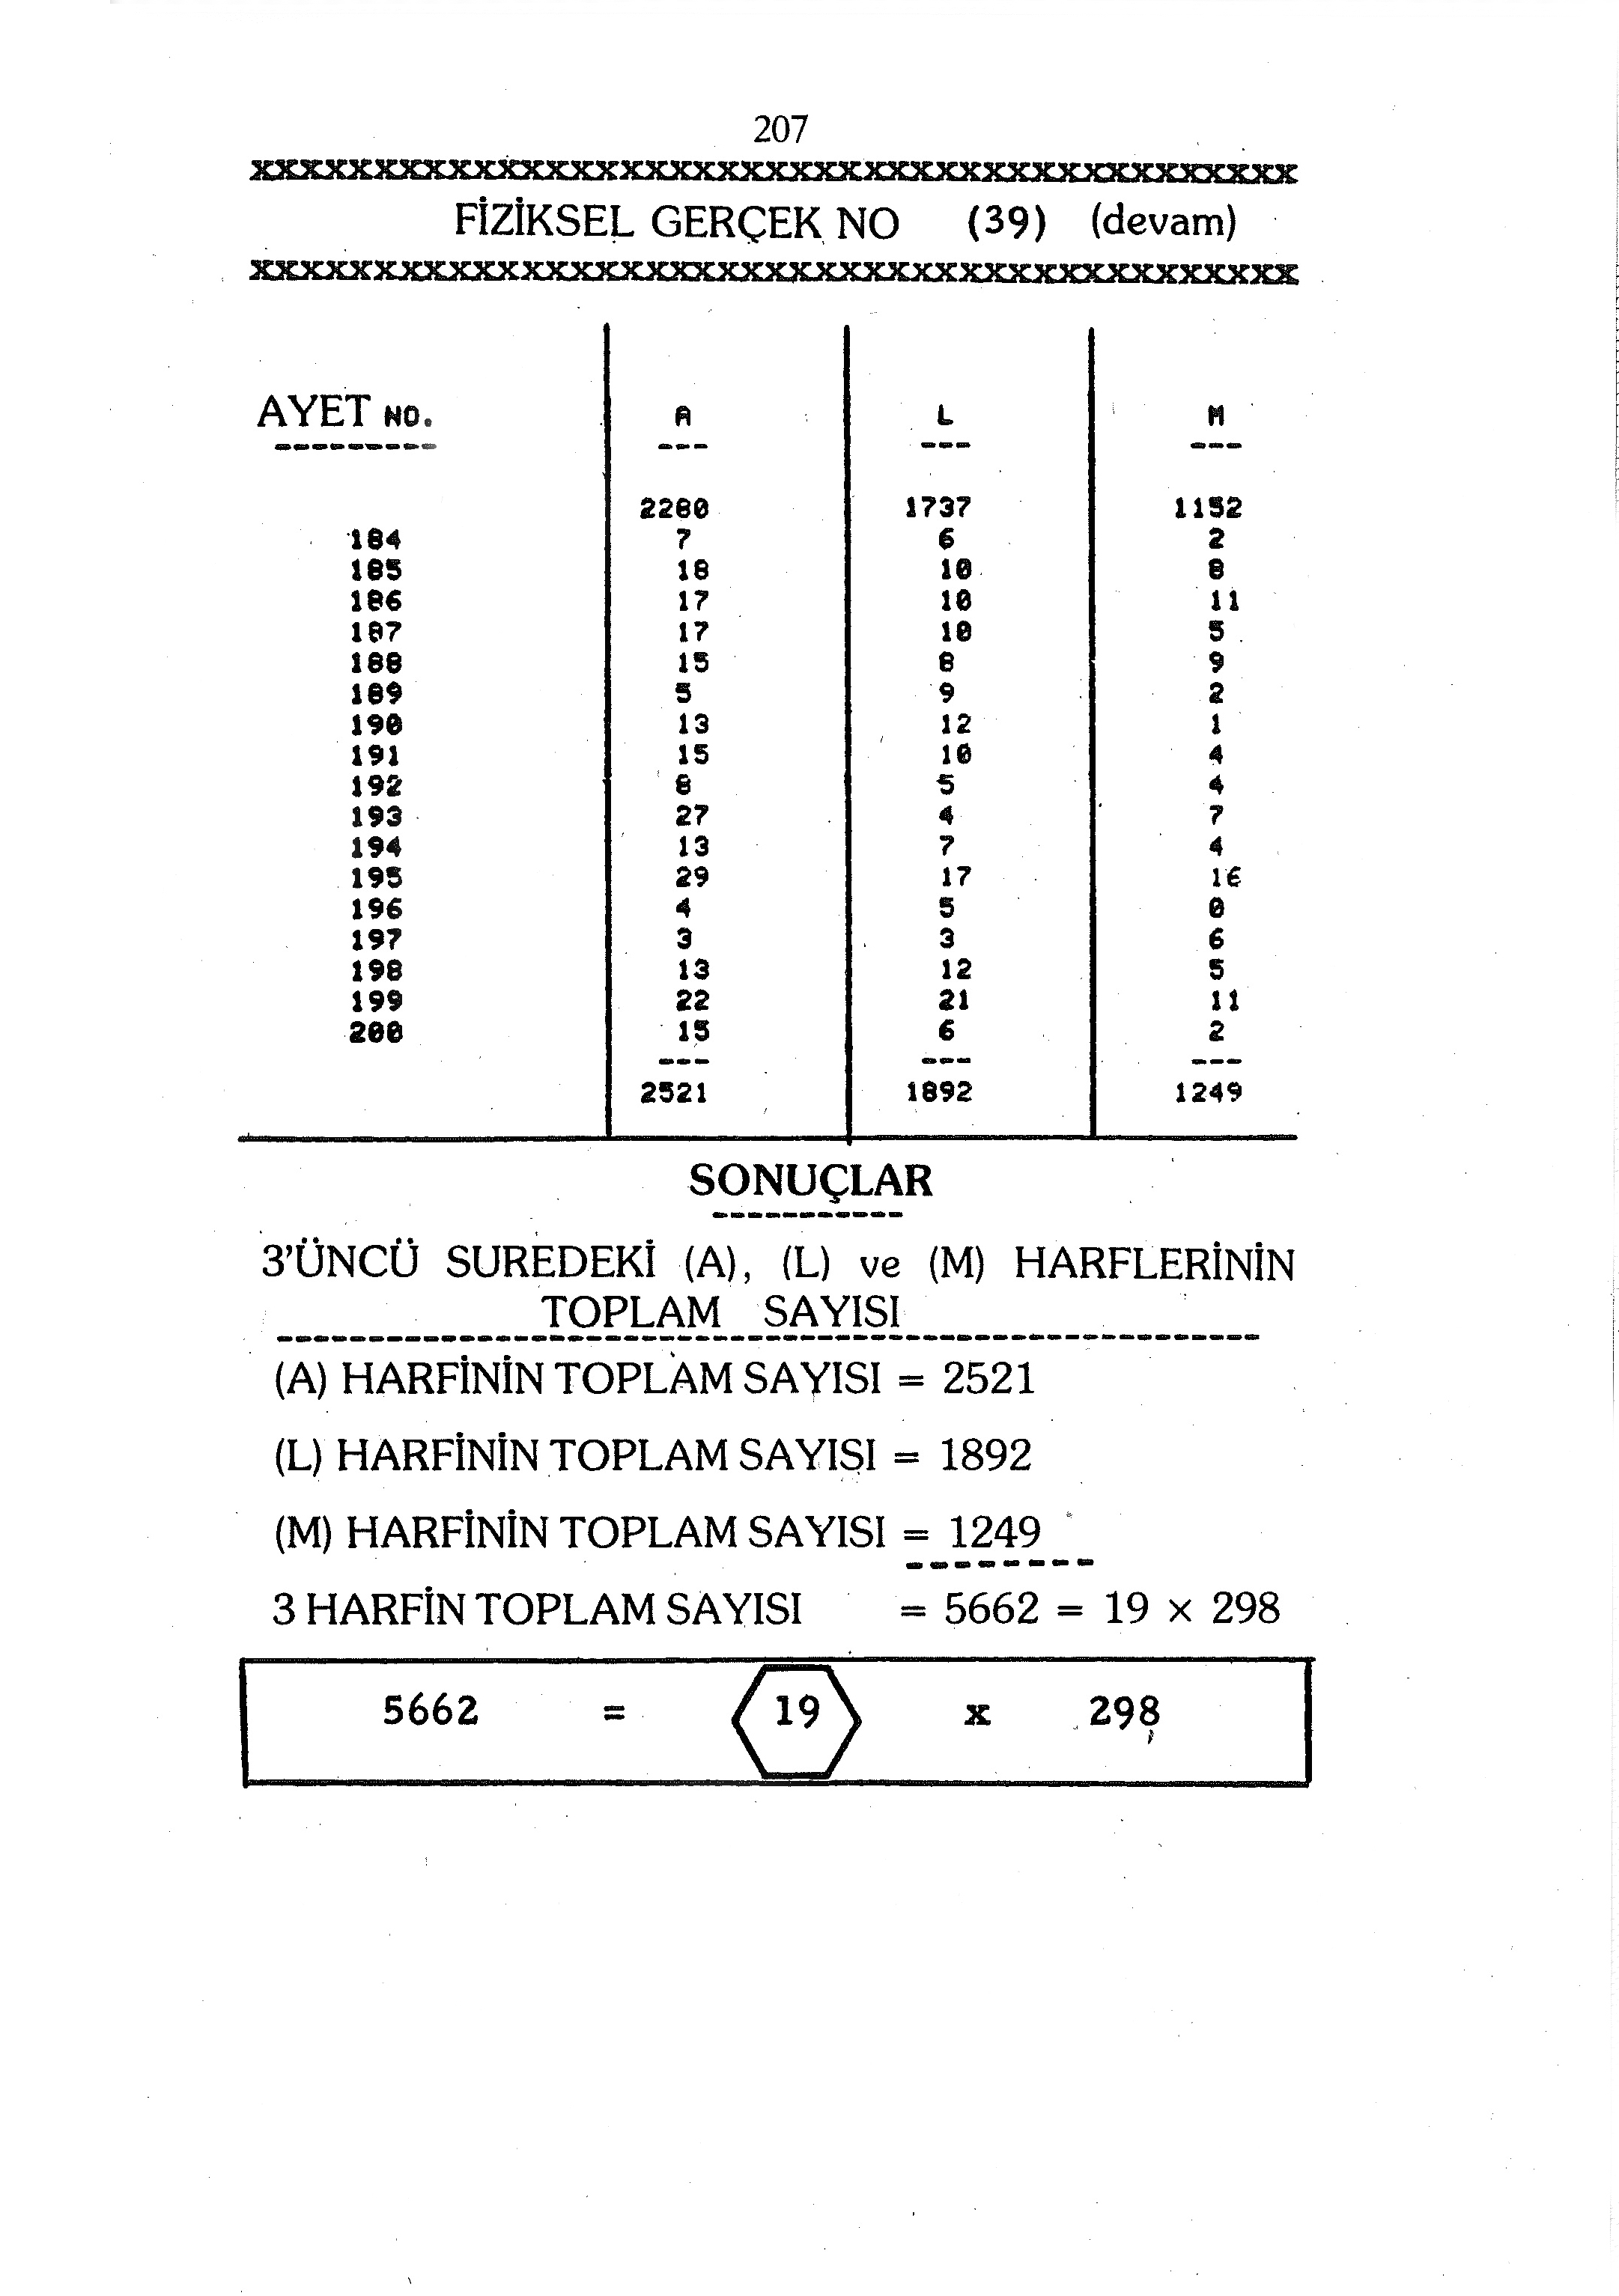 207
xxxxxxxxxxxxxxxxxxxxxxxxxxxxxxxxxxxxxxxxxxx
FİZİKSEL GERÇEK NO (39) (devam)
xxxxxxxxxxxxxxxxxxxxxxxxxxxxxxxxxxxxxxxxxxx
AYET NO. A L M
---------- --- --- ---
2280 1737 1152
184 7 6 2
185 18 10 8
186 17 10 11
187 17 10 5
188 15 8 9
189 5 9 2
190 13 12 1
191 15 10 4
192 8 5 4
193 27 4 7
194 13 7 4
195 29 17 16
196 4 5 0
197 3 3 6
198 13 12 5
199 22 21 11
200 15 6 2
--- --- ---
2521 1892 1249
SONUÇLAR
-----------
3'ÜNCÜ SUREDEKİ (A), (L) ve (M) HARFLERİNİN
TOPLAM SAYISI
(A) HARFİNİN TOPLAM SAYISI = 2521
(L) HARFİNİN TOPLAM SAYISI = 1892
(M) HARFİNİN TOPLAM SAYISI = 1249
--------
3 HARFİN TOPLAM SAYISI = 5662 = 19 x 298
5662 = 19 x 298